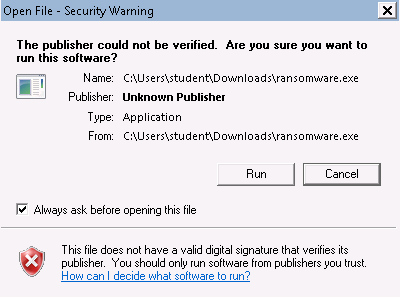 Open File - Security Warning
The publisher could not be verified. Are you sure you want to
run this software?
Name: C:\Users\student\Downloads\ransomware.exe
Publisher: Unknown Publisher
Type: Application
From: C:\Users\student\Downloads\ransomware.exe
Run Cancel
Always ask before opening this file
This file does not have a valid digital signature that verifies its
publisher. You should only run software from publishers you trust.
How can I decide what software to run?